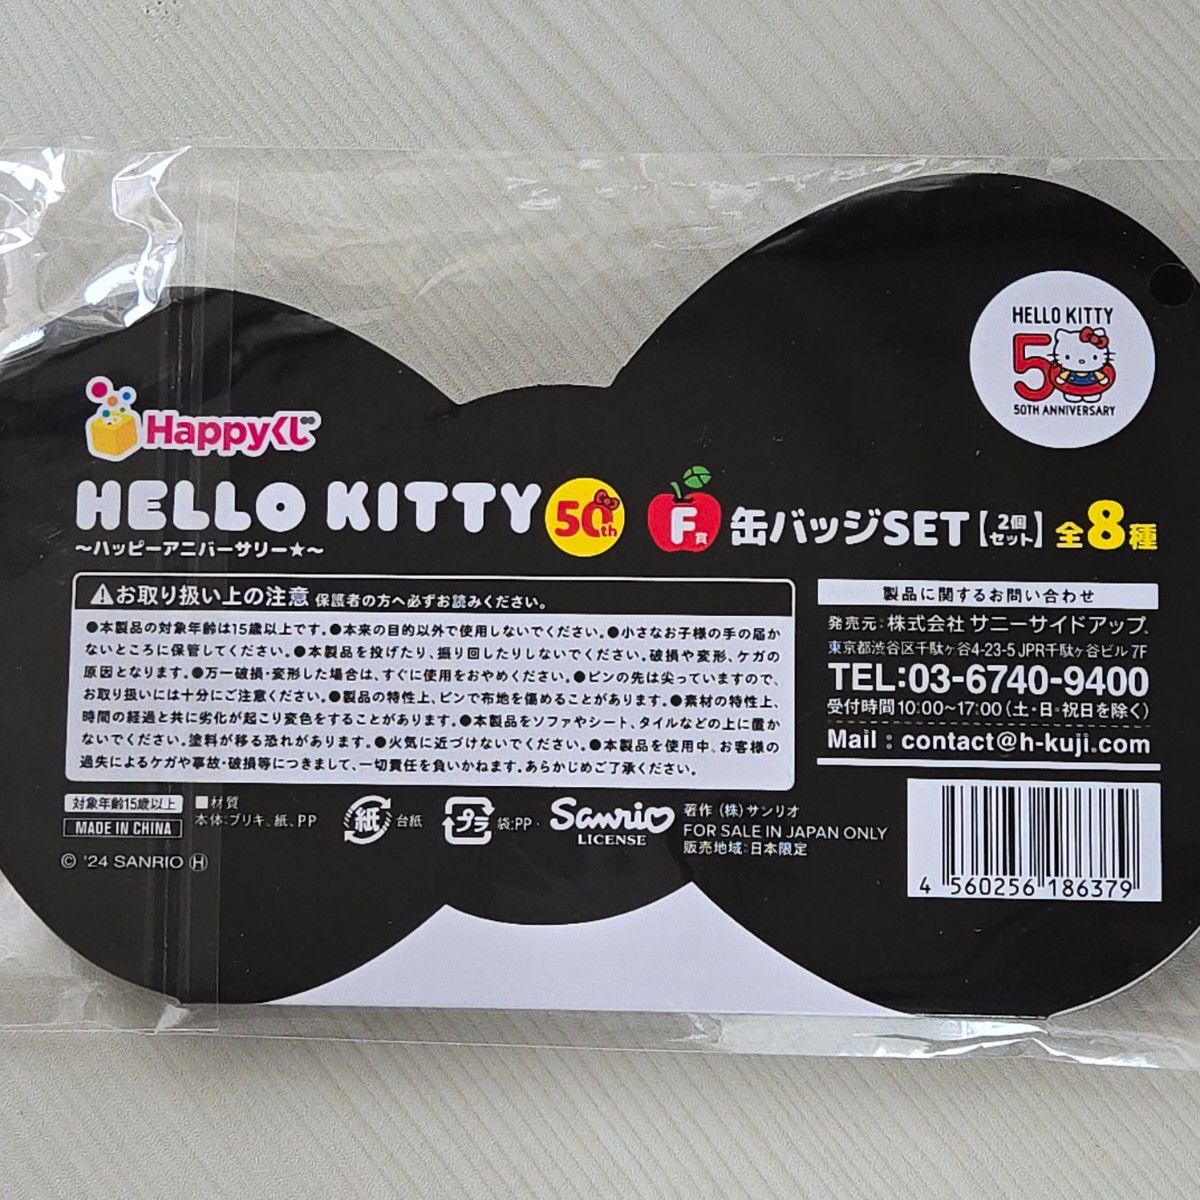 HELLO KITTY
50
50TH ANNIVERSARY
Happyくじ
HELLO KITTY 50th
～ハッピーアニバーサリー★～
F賞 缶バッジSET【2個セット】全8種
⚠お取り扱い上の注意 保護者の方へ必ずお読みください。
●本製品の対象年齢は15歳以上です。●本来の目的以外で使用しないでください。●小さなお子様の手の届か
ないところに保管してください。●本製品を投げたり、振り回したりしないでください。破損や変形、ケガの
原因となります。●万一破損・変形した場合は、すぐに使用をおやめください。●ピンの先は尖っていますので、
お取り扱いには十分にご注意ください。●製品の特性上、ピンで布地を傷めることがあります。●素材の特性上、
時間の経過と共に劣化が起こり変色をすることがあります。●本製品をソファやシート、タイルなどの上に置か
ないでください。塗料が移る恐れがあります。●火気に近づけないでください。●本製品を使用中、お客様の
過失によるケガや事故・破損等につきまして、一切責任を負いかねます。あらかじめご了承ください。
製品に関するお問い合わせ
発売元:株式会社 サニーサイドアップ
東京都渋谷区千駄ヶ谷4-23-5 JPR千駄ヶ谷ビル 7F
TEL:03-6740-9400
受付時間10:00~17:00(土・日・祝日を除く)
Mail : contact@h-kuji.com
対象年齢15歳以上
MADE IN CHINA
© '24 SANRIO Ⓗ
■材質
本体:ブリキ、紙、PP
紙 台紙
プラ 袋:PP
Sanrio
LICENSE
著作 (株)サンリオ
FOR SALE IN JAPAN ONLY
販売地域:日本限定
4 560256 186379